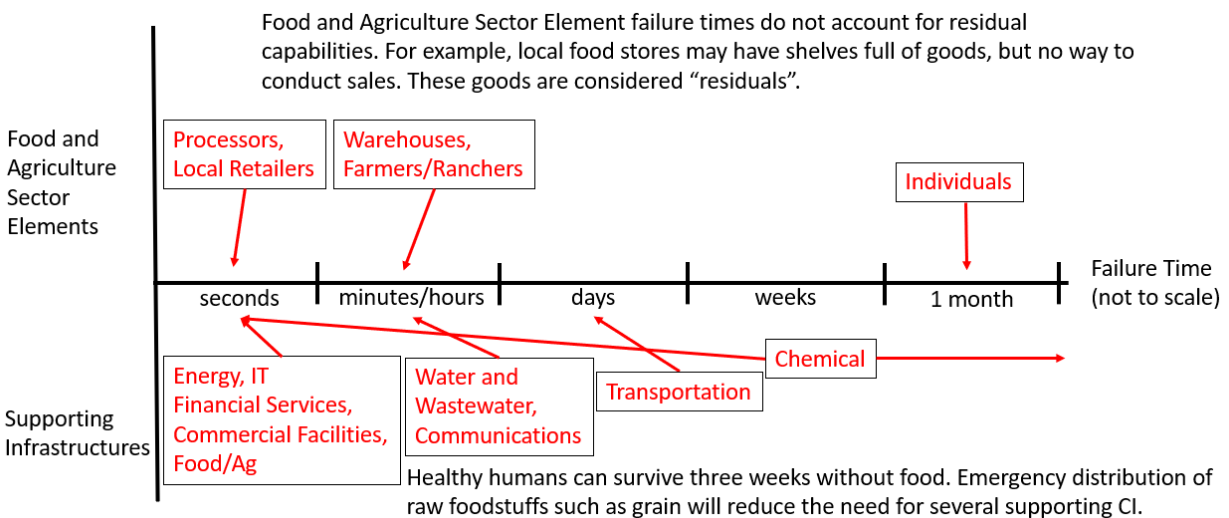 Food and Agriculture Sector Element failure times do not account for residual
capabilities. For example, local food stores may have shelves full of goods, but no way to
conduct sales. These goods are considered “residuals”.
Food and
Agriculture
Sector
Elements
Processors,
Local Retailers
Warehouses,
Farmers/Ranchers
Individuals
Failure Time
(not to scale)
seconds
minutes/hours
days
weeks
1 month
Supporting
Infrastructures
Energy, IT
Financial Services,
Commercial Facilities,
Food/Ag
Water and
Wastewater,
Communications
Transportation
Chemical
Healthy humans can survive three weeks without food. Emergency distribution of
raw foodstuffs such as grain will reduce the need for several supporting CI.